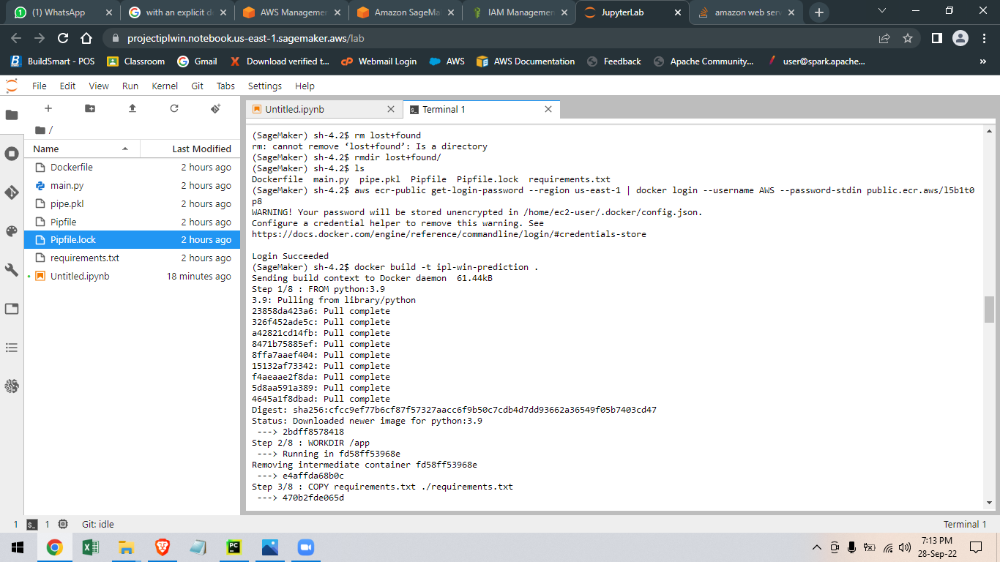 (1) WhatsApp
with an explicit d
AWS Managemen
Amazon SageMa
IAM Managemen
JupyterLab
amazon web serv
projectiplwin.notebook.us-east-1.sagemaker.aws/lab
BuildSmart - POS
Classroom
Gmail
Download verified t...
Webmail Login
AWS
AWS Documentation
Feedback
Apache Community...
user@spark.apache...
File Edit View Run Kernel Git Tabs Settings Help
/
Name Last Modified
Dockerfile 2 hours ago
main.py 2 hours ago
pipe.pkl 2 hours ago
Pipfile 2 hours ago
Pipfile.lock 2 hours ago
requirements.txt 2 hours ago
Untitled.ipynb 18 minutes ago
Untitled.ipynb
Terminal 1
(SageMaker) sh-4.2$ rm lost+found
rm: cannot remove ‘lost+found’: Is a directory
(SageMaker) sh-4.2$ rmdir lost+found/
(SageMaker) sh-4.2$ ls
Dockerfile main.py pipe.pkl Pipfile Pipfile.lock requirements.txt
(SageMaker) sh-4.2$ aws ecr-public get-login-password --region us-east-1 | docker login --username AWS --password-stdin public.ecr.aws/l5b1t0
p8
WARNING! Your password will be stored unencrypted in /home/ec2-user/.docker/config.json.
Configure a credential helper to remove this warning. See
https://docs.docker.com/engine/reference/commandline/login/#credentials-store
Login Succeeded
(SageMaker) sh-4.2$ docker build -t ipl-win-prediction .
Sending build context to Docker daemon 61.44kB
Step 1/8 : FROM python:3.9
3.9: Pulling from library/python
23858da423a6: Pull complete
326f452ade5c: Pull complete
a42821cd14fb: Pull complete
8471b75885ef: Pull complete
8ffa7aaef404: Pull complete
15132af73342: Pull complete
f4aeaae2f8da: Pull complete
5d8aa591a389: Pull complete
4645a1f8dbad: Pull complete
Digest: sha256:cfcc9ef77b6cf87f57327aacc6f9b50c7cdb4d7dd93662a36549f05b7403cd47
Status: Downloaded newer image for python:3.9
---> 2bdff8578418
Step 2/8 : WORKDIR /app
---> Running in fd58ff53968e
Removing intermediate container fd58ff53968e
---> e4affda68b0c
Step 3/8 : COPY requirements.txt ./requirements.txt
---> 470b2fde065d
1 1 Git: idle Terminal 1
7:13 PM
28-Sep-22